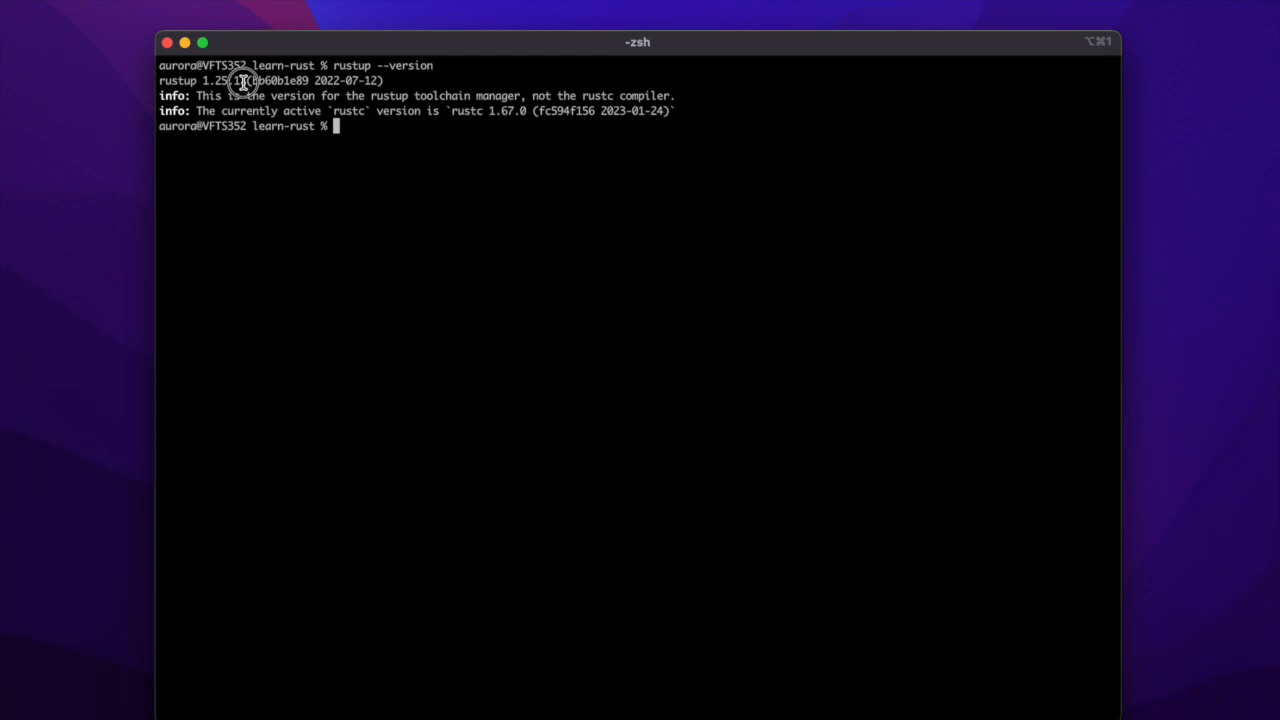 -zsh
⌥⌘1
aurora@VFTS352 learn-rust % rustup --version
rustup 1.25.1 (bb60b1e89 2022-07-12)
info: This is the version for the rustup toolchain manager, not the rustc compiler.
info: The currently active `rustc` version is `rustc 1.67.0 (fc594f156 2023-01-24)`
aurora@VFTS352 learn-rust %